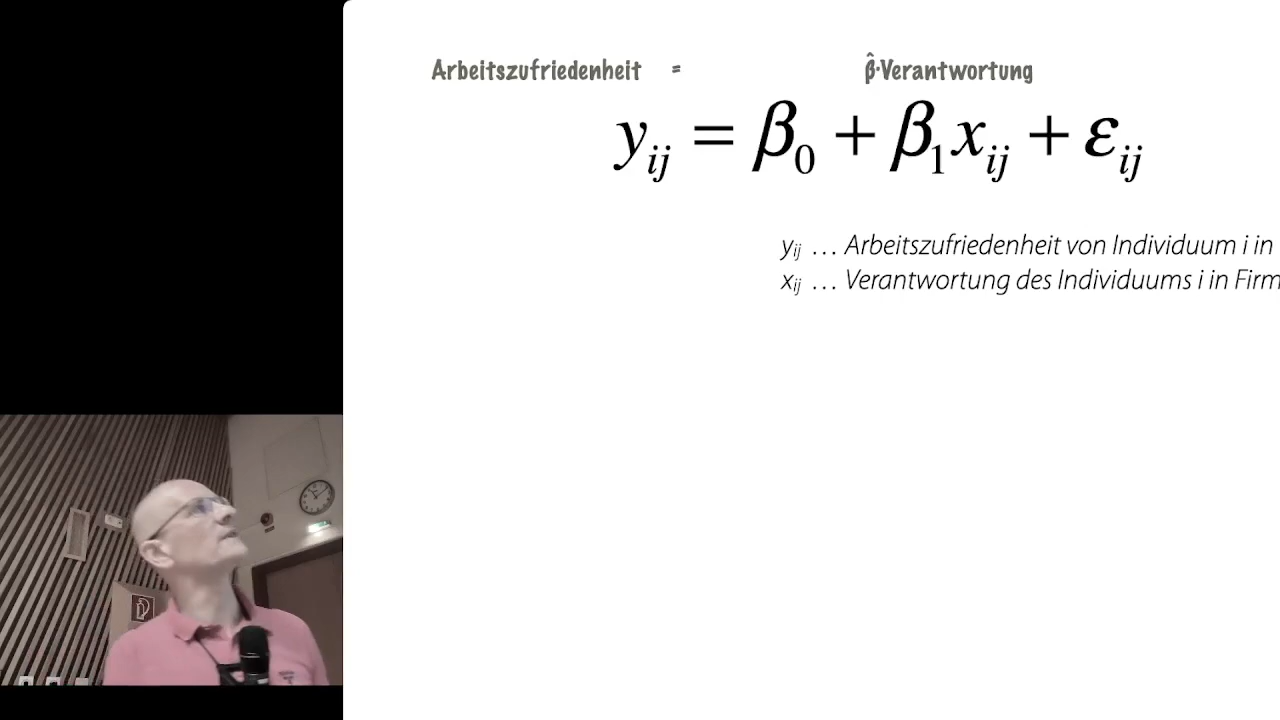 Arbeitszufriedenheit = β̂·Verantwortung
y_ij = β_0 + β_1 x_ij + ε_ij
y_ij … Arbeitszufriedenheit von Individuum i in
x_ij … Verantwortung des Individuums i in Firm